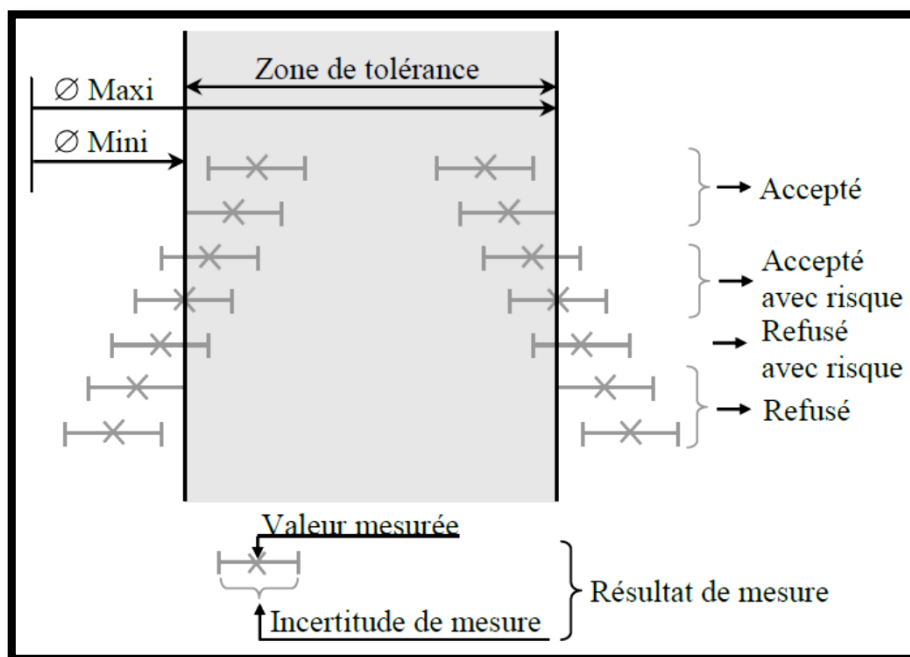 Zone de tolérance
∅ Maxi
∅ Mini
Accepté
Accepté
avec risque
Refusé
avec risque
Refusé
Valeur mesurée
Résultat de mesure
Incertitude de mesure